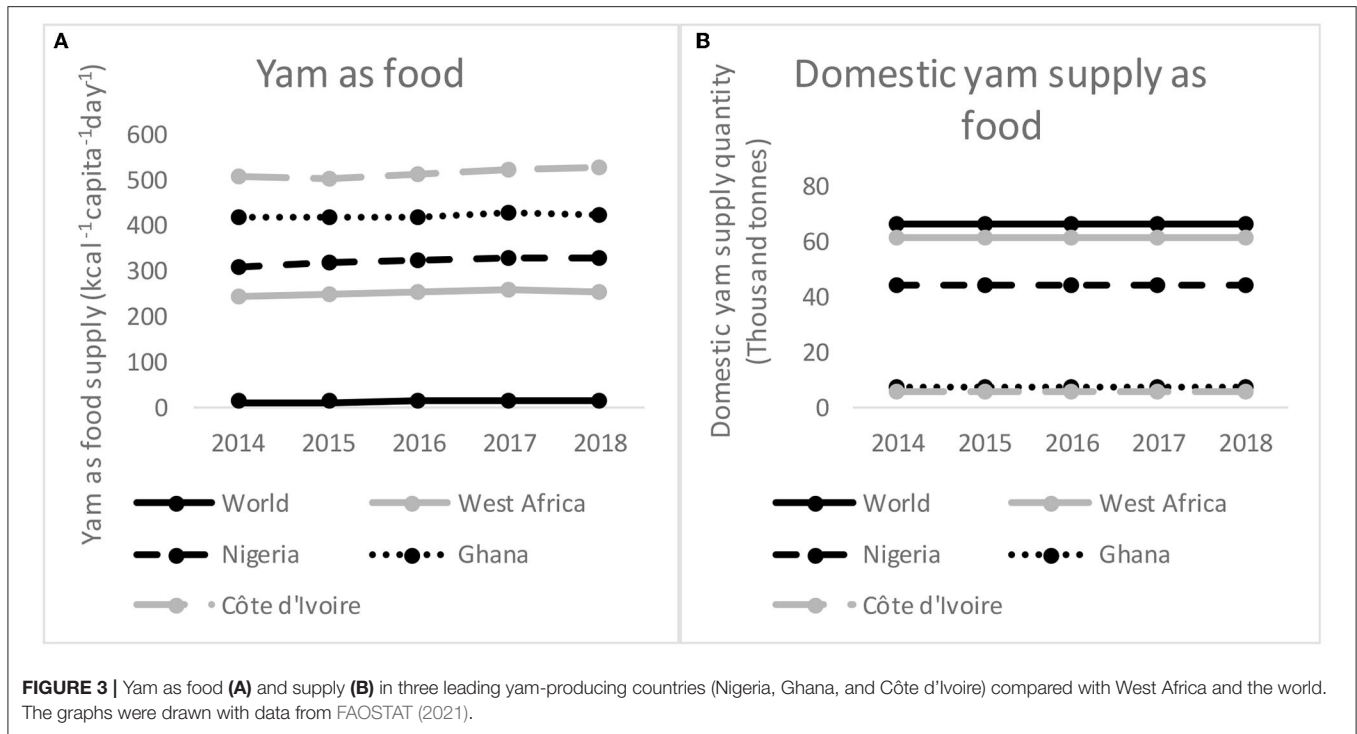 A
Yam as food
Yam as food supply (kcal⁻¹capita⁻¹day¹)
600
500
400
300
200
100
0
2014 2015 2016 2017 2018
World West Africa
Nigeria Ghana
Côte d'Ivoire
B
Domestic yam supply as
food
Domestic yam supply quantity
(Thousand tonnes)
80
60
40
20
0
2014 2015 2016 2017 2018
World West Africa
Nigeria Ghana
Côte d'Ivoire
FIGURE 3 | Yam as food (A) and supply (B) in three leading yam-producing countries (Nigeria, Ghana, and Côte d’Ivoire) compared with West Africa and the world.
The graphs were drawn with data from FAOSTAT (2021).